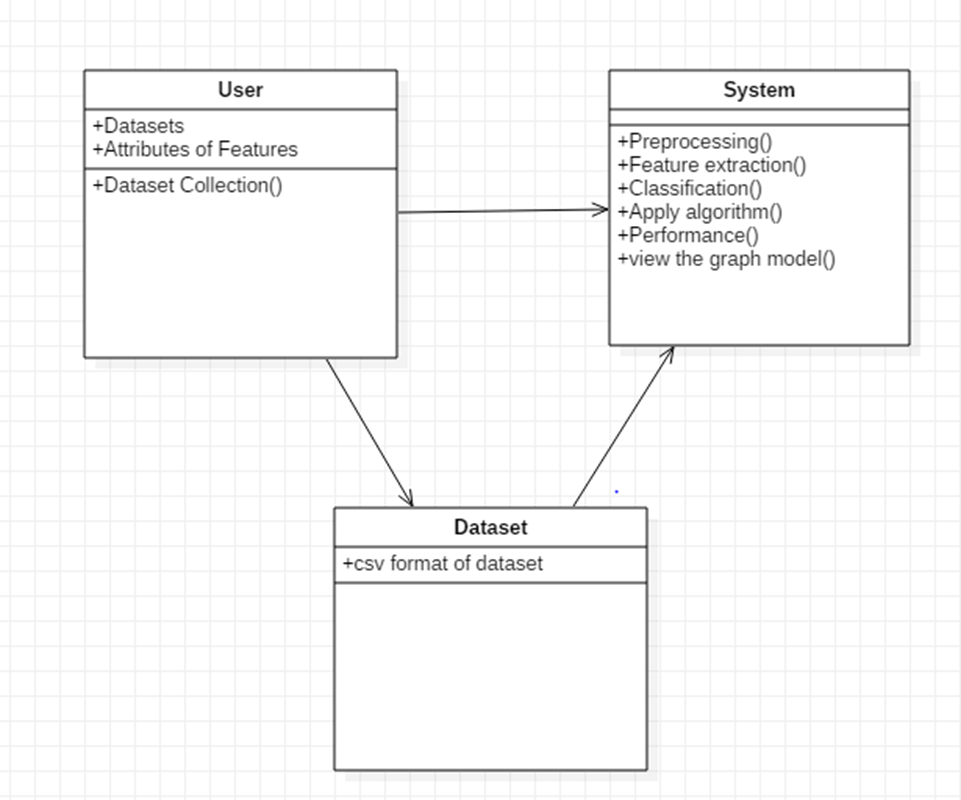 User
+Datasets
+Attributes of Features
+Dataset Collection()
System
+Preprocessing()
+Feature extraction()
+Classification()
+Apply algorithm()
+Performance()
+view the graph model()
Dataset
+csv format of dataset